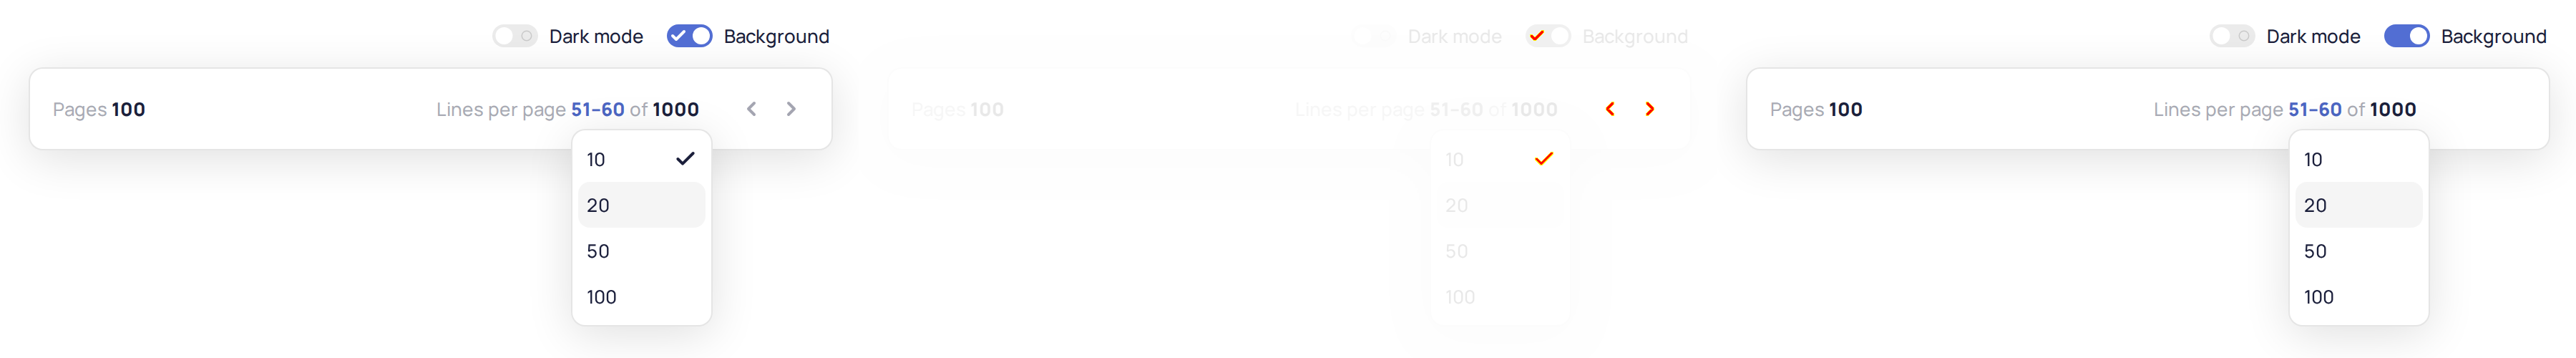 Dark mode Background Dark mode Background Dark mode Background
Pages 100 Lines per page 51–60 of 1000 Pages 100 Lines per page 51–60 of 1000 Pages 100 Lines per page 51–60 of 1000
10 10 10
20 20 20
50 50 50
100 100 100